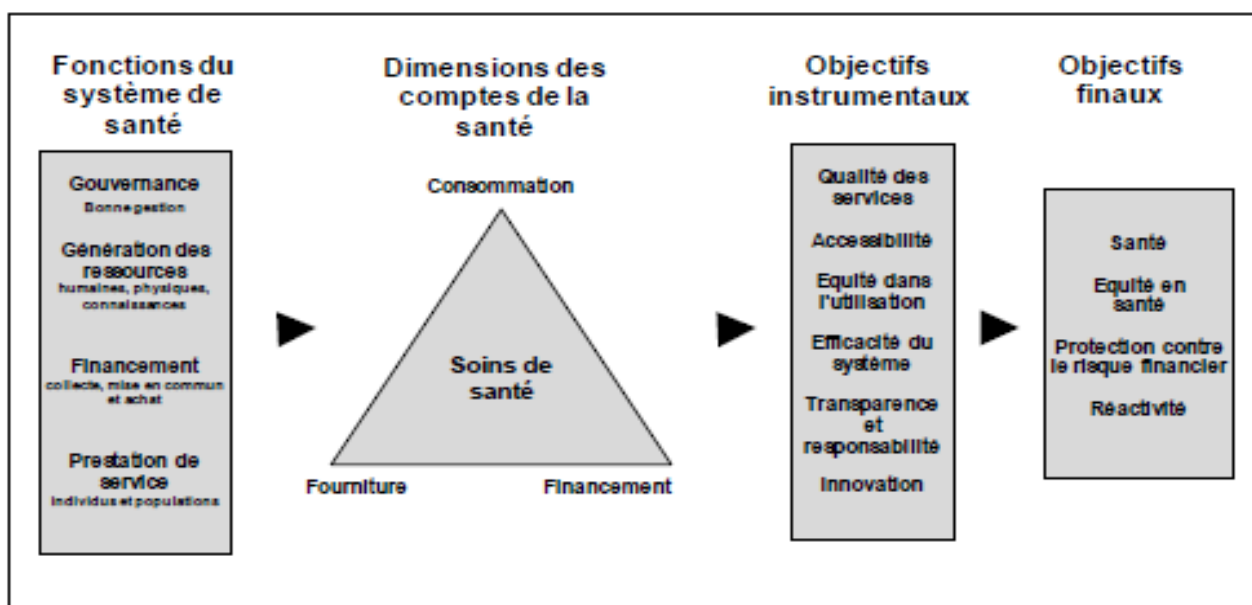 Fonctions du
système de
santé
Gouvernance
Bonne gestion
Génération des
ressources
humaines, physiques,
connaissances
Financement
collecte, mise en commun
et achat
Prestation de
service
individus et populations
Dimensions des
comptes de la
santé
Consommation
Soins de
santé
Fourniture
Financement
Objectifs
instrumentaux
Qualité des
services
Accessibilité
Equité dans
l'utilisation
Efficacité du
système
Transparence
et
responsabilité
Innovation
Objectifs
finaux
Santé
Equité en
santé
Protection contre
le risque financier
Réactivité